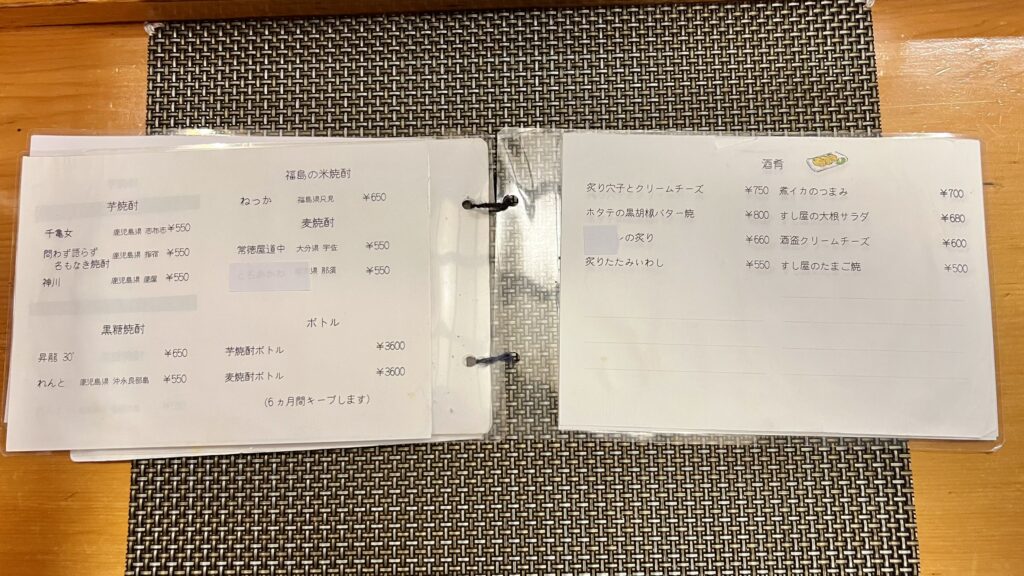 福島の米焼酎
ねっか 福島県只見 ¥650
芋焼酎
千亀女 鹿児島県 志布志 ¥550
問わず語らず
名もなき焼酎 鹿児島県 指宿 ¥550
神川 鹿児島県 鹿屋 ¥550
麦焼酎
常徳屋道中 大分県 宇佐 ¥550
県 那須 ¥550
黒糖焼酎
昇龍 30° ¥650
れんと 鹿児島県 沖永良部島 ¥550
ボトル
芋焼酎ボトル ¥3600
麦焼酎ボトル ¥3600
(6ヵ月間キープします)
酒肴
炙り穴子とクリームチーズ ¥750
ホタテの黒胡椒バター焼 ¥800
の炙り ¥660
炙りたたみいわし ¥550
煮イカのつまみ ¥700
すし屋の大根サラダ ¥680
酒盗クリームチーズ ¥600
すし屋のたまご焼 ¥500